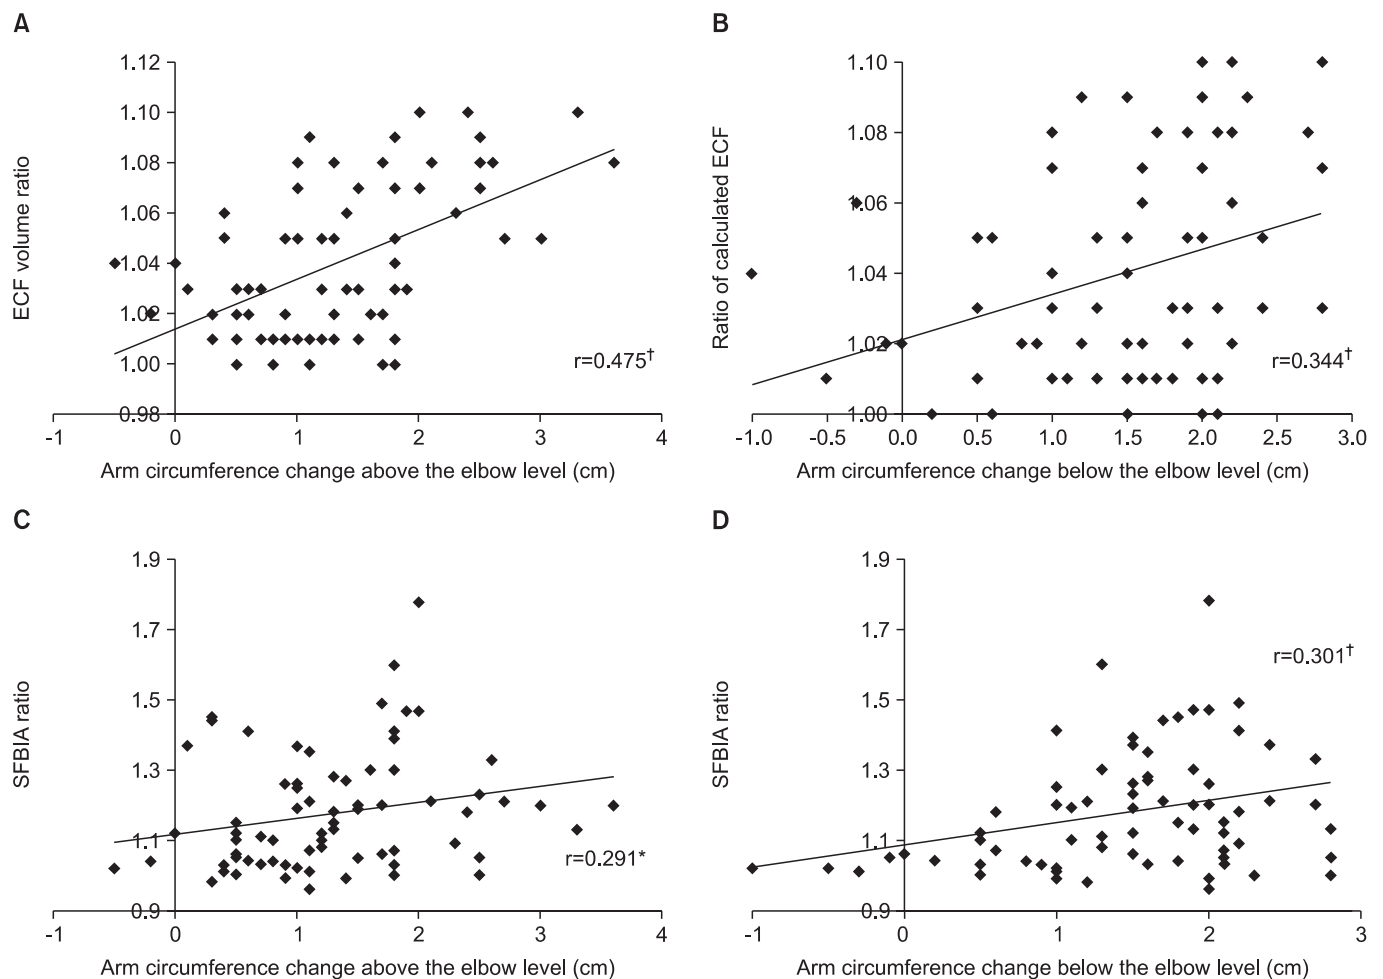 A
1.12
1.10
1.08
1.06
1.04
1.02
1.00
0.98
ECF volume ratio
r=0.475†
-1 0 1 2 3 4
Arm circumference change above the elbow level (cm)
B
1.10
1.08
1.06
1.04
1.02
1.00
Ratio of calculated ECF
r=0.344†
-1.0 -0.5 0.0 0.5 1.0 1.5 2.0 2.5 3.0
Arm circumference change below the elbow level (cm)
C
1.9
1.7
1.5
1.3
1.1
0.9
SFBIA ratio
r=0.291*
-1 0 1 2 3 4
Arm circumference change above the elbow level (cm)
D
1.9
1.7
1.5
1.3
1.1
0.9
SFBIA ratio
r=0.301†
-1 0 1 2 3
Arm circumference change below the elbow level (cm)